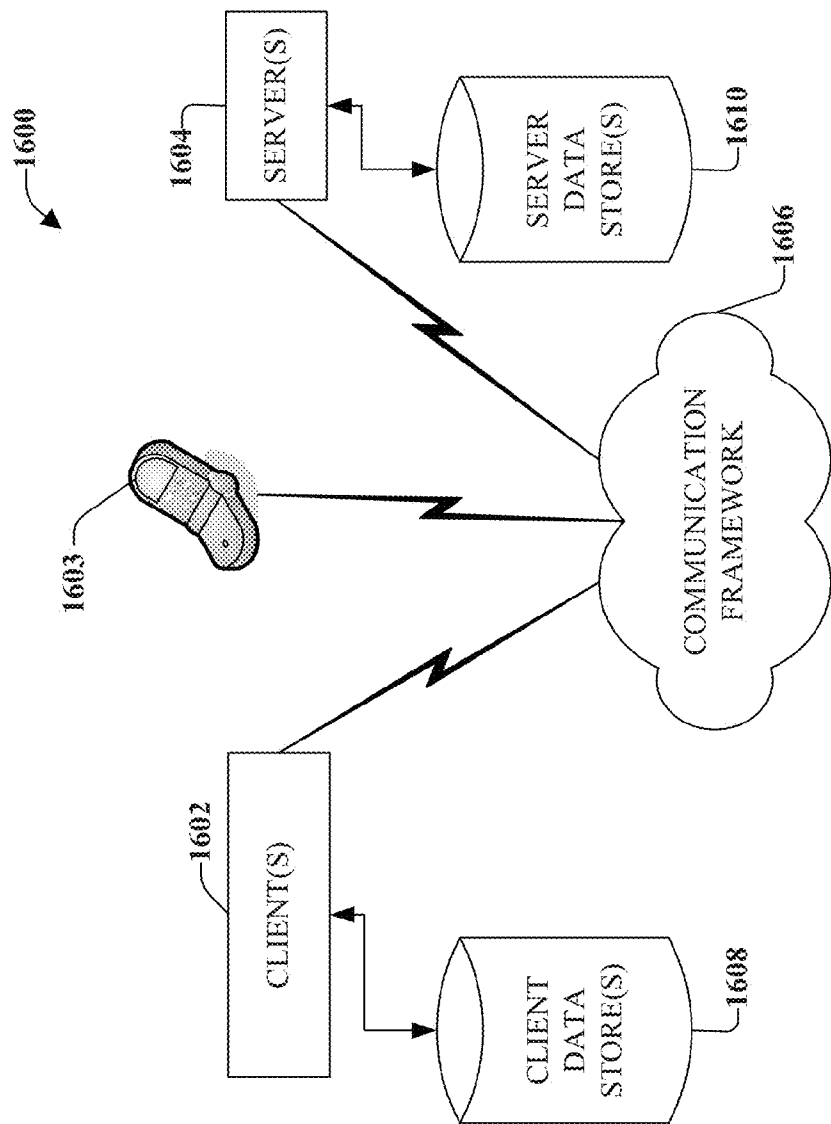 1600
1602
CLIENT(S)
1603
1604
SERVER(S)
CLIENT
DATA
STORE(S)
1608
COMMUNICATION
FRAMEWORK
1606
SERVER
DATA
STORE(S)
1610